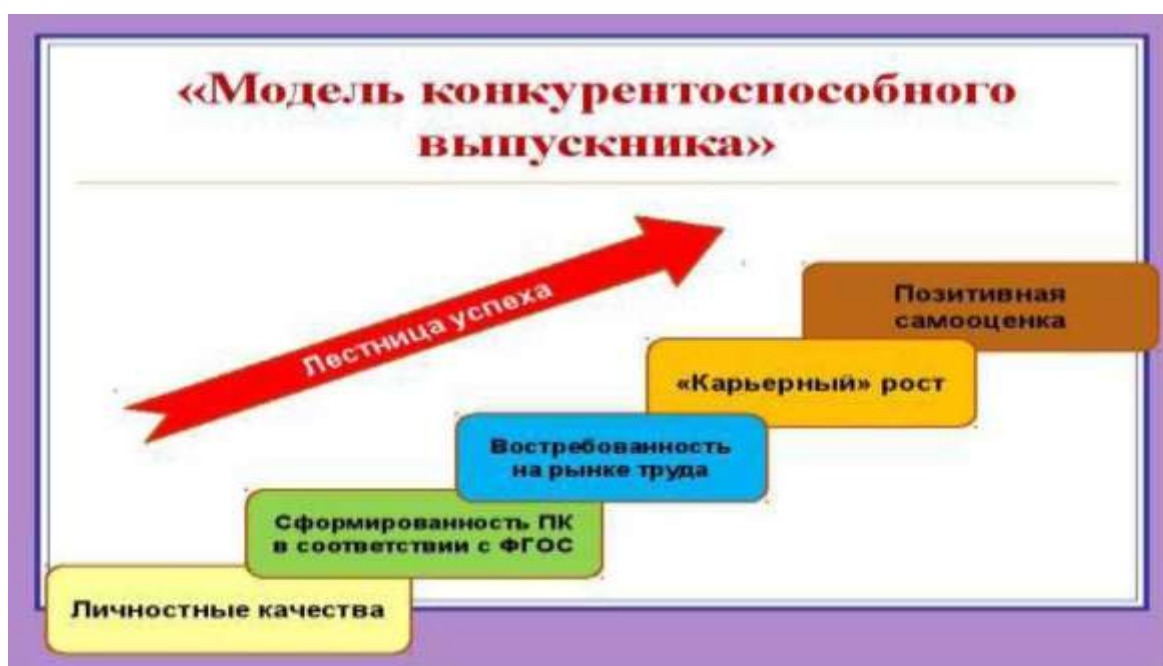 «Модель конкурентоспособного
выпускника»
Лестница успеха
Позитивная
самооценка
«Карьерный» рост
Востребованность
на рынке труда
Сформированность ПК
в соответствии с ФГОС
Личностные качества